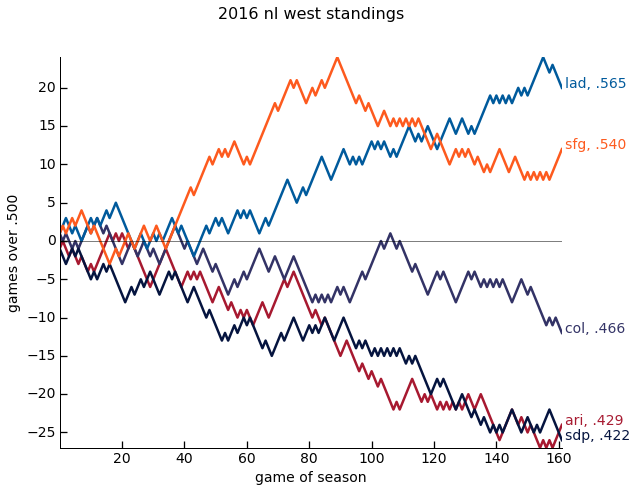 2016 nl west standings
games over .500
20
15
10
5
0
−5
−10
−15
−20
−25
lad, .565
sfg, .540
col, .466
ari, .429
sdp, .422
20
40
60
80
100
120
140
160
game of season